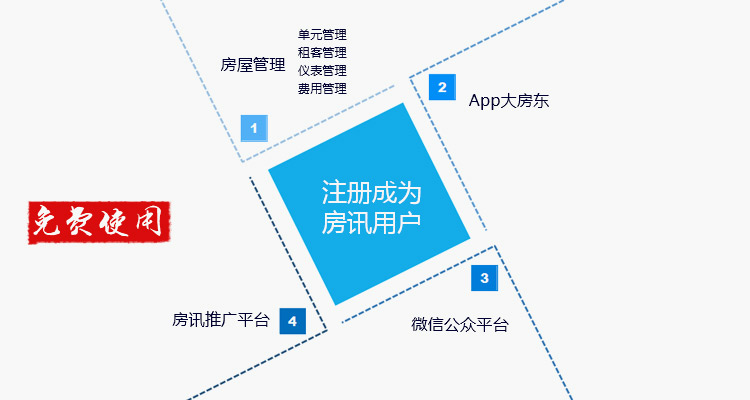 单元管理
租客管理
房屋管理
仪表管理
费用管理
1
2
App大房东
注册成为
房讯用户
免费使用
3
房讯推广平台
4
微信公众平台